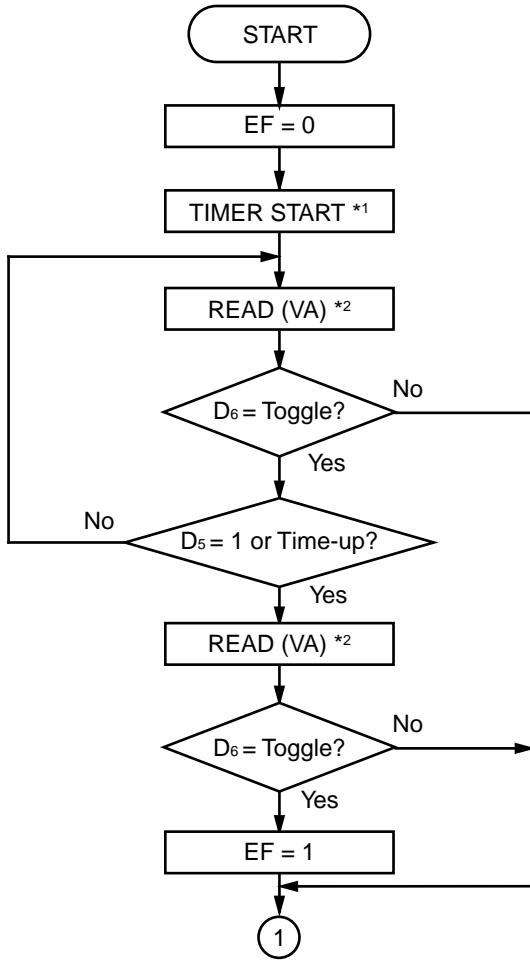 START
EF = 0
TIMER START *1
READ (VA) *2
D6 = Toggle?
No
Yes
D5 = 1 or Time-up?
No
Yes
READ (VA) *2
D6 = Toggle?
No
Yes
EF = 1
1